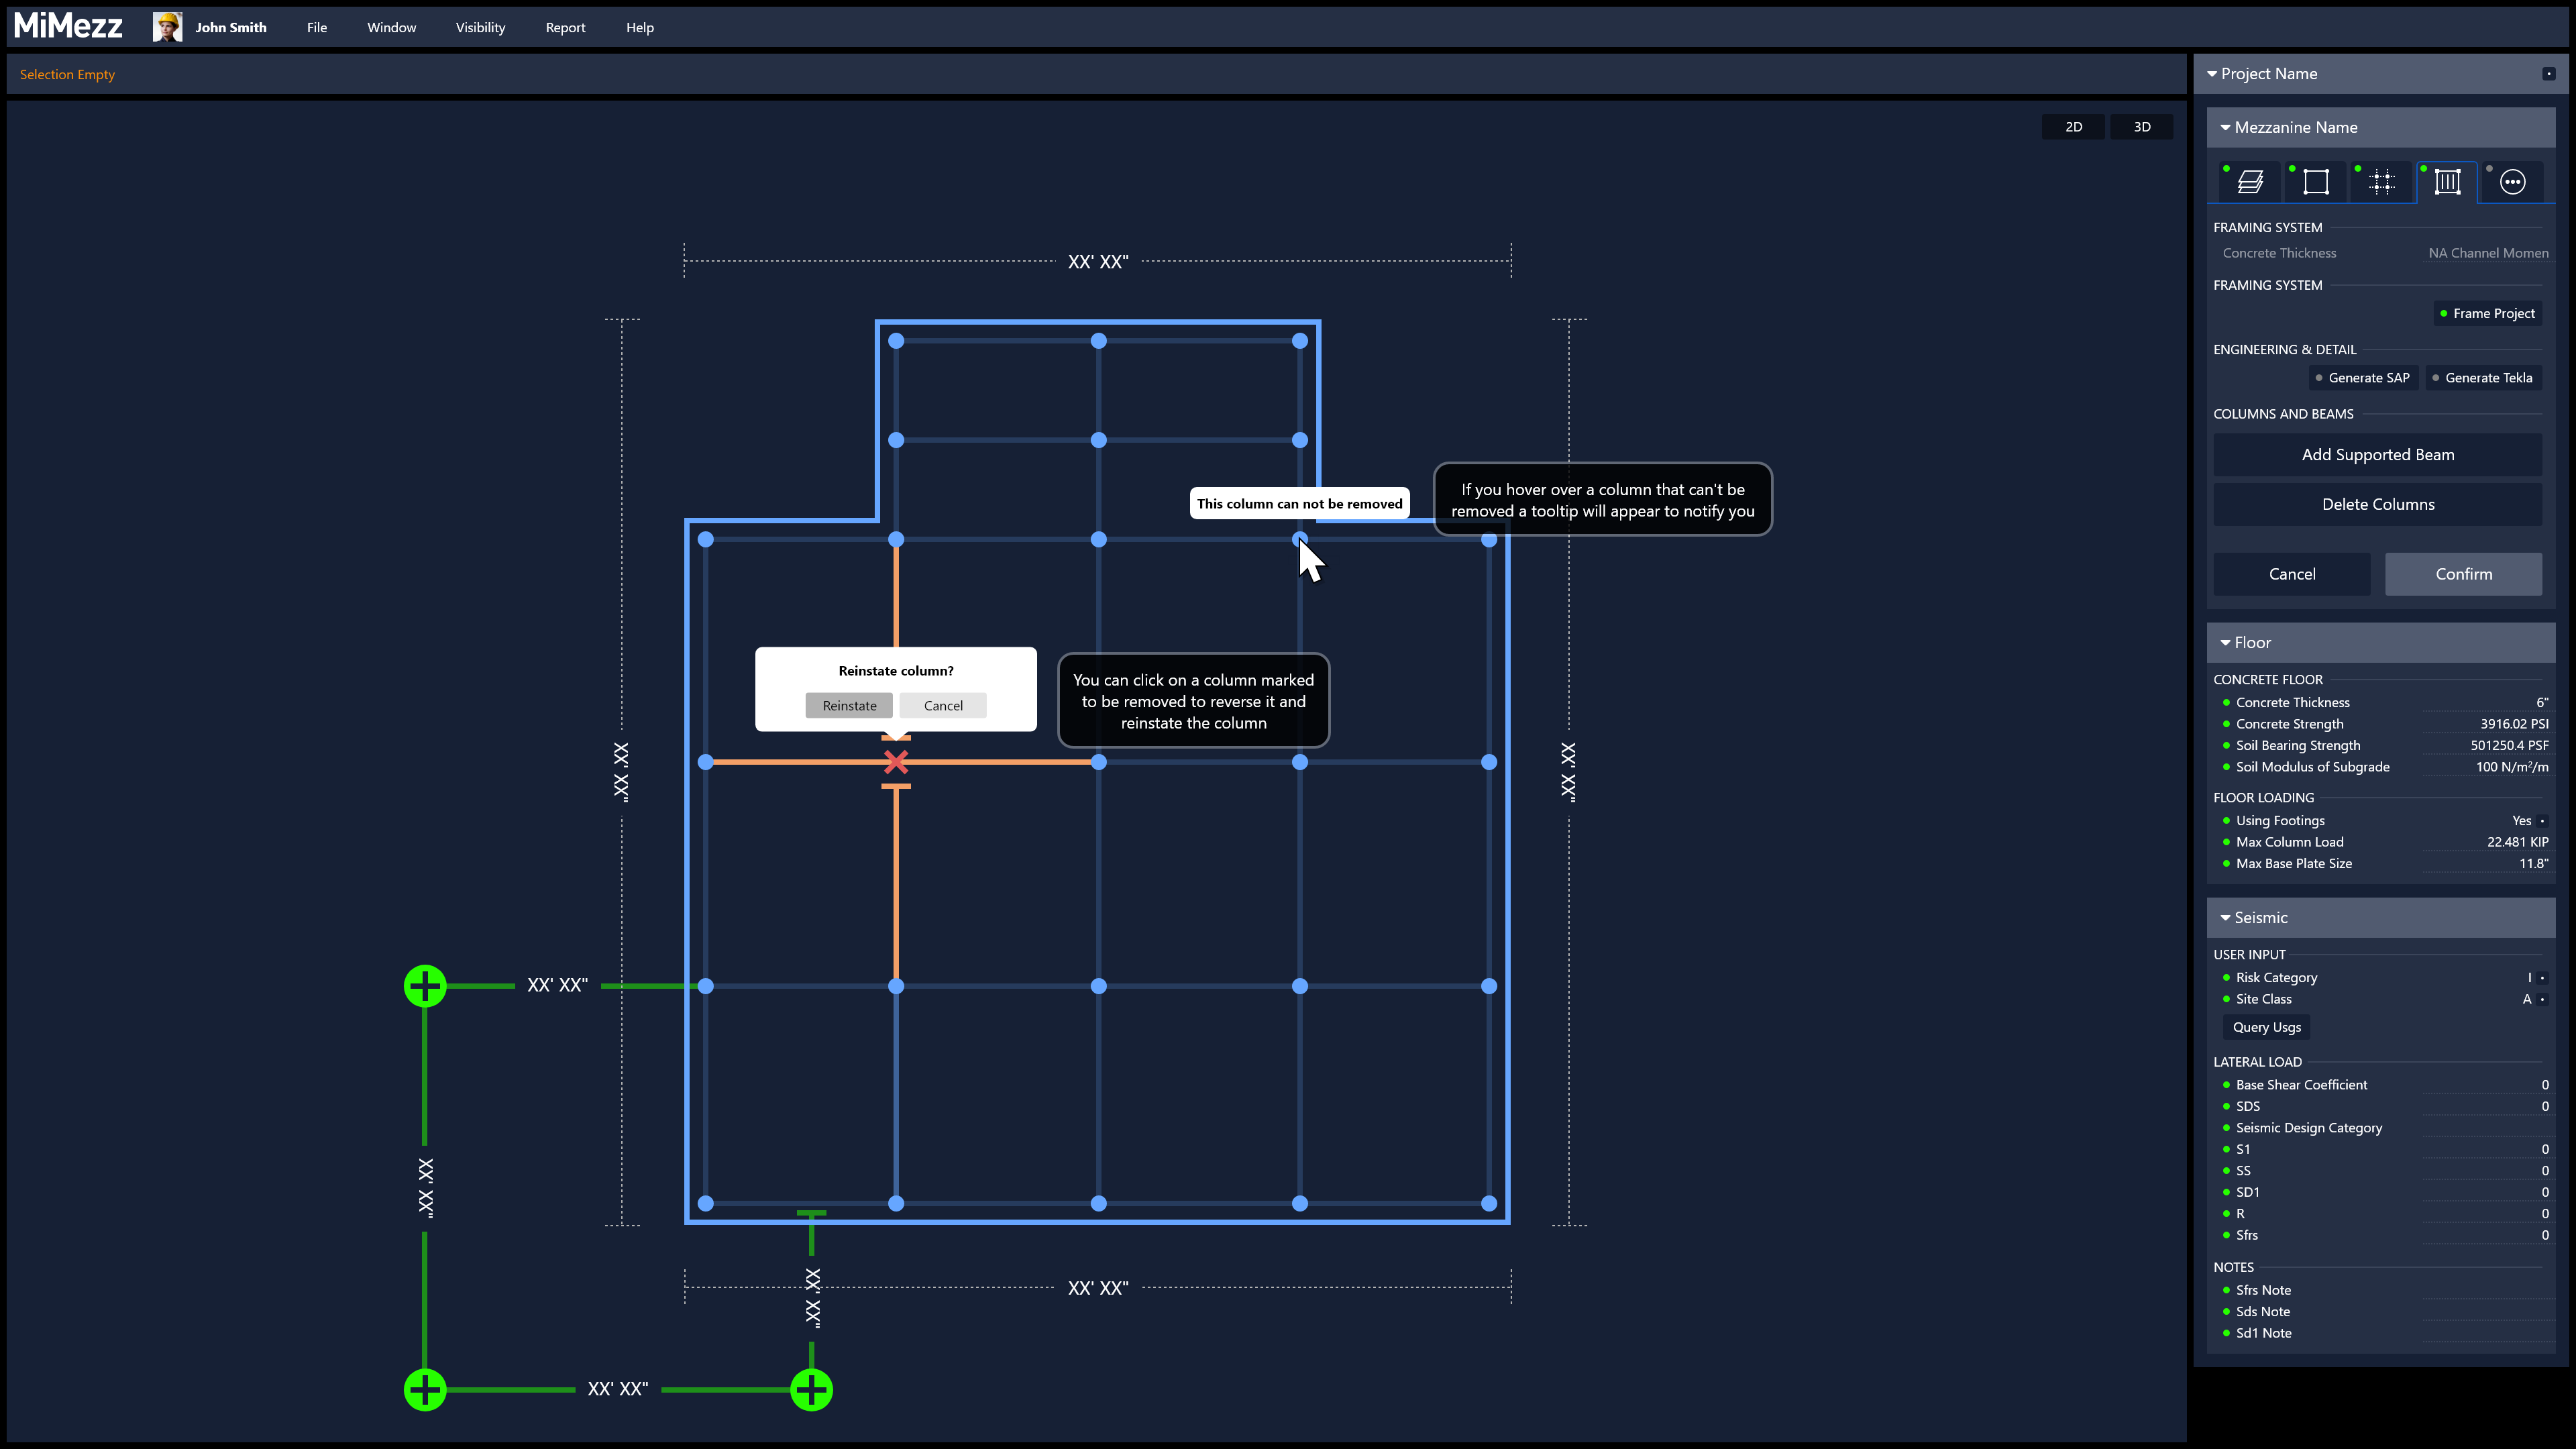 MiMezz
John Smith
File
Window
Visibility
Report
Help
Selection Empty
2D
3D
XX' XX"
XX' XX"
XX' XX"
This column can not be removed
If you hover over a column that can't be
removed a tooltip will appear to notify you
Reinstate column?
Reinstate
Cancel
You can click on a column marked
to be removed to reverse it and
reinstate the column
XX' XX"
XX' XX"
XX' XX"
XX' XX"
XX' XX"
Project Name
Mezzanine Name
FRAMING SYSTEM
Concrete Thickness
NA Channel Momen
FRAMING SYSTEM
Frame Project
ENGINEERING & DETAIL
Generate SAP
Generate Tekla
COLUMNS AND BEAMS
Add Supported Beam
Delete Columns
Cancel
Confirm
Floor
CONCRETE FLOOR
Concrete Thickness 6"
Concrete Strength 3916.02 PSI
Soil Bearing Strength 501250.4 PSF
Soil Modulus of Subgrade 100 N/m²/m
FLOOR LOADING
Using Footings Yes
Max Column Load 22.481 KIP
Max Base Plate Size 11.8"
Seismic
USER INPUT
Risk Category I
Site Class A
Query Usgs
LATERAL LOAD
Base Shear Coefficient 0
SDS 0
Seismic Design Category
S1 0
SS 0
SD1 0
R 0
Sfrs 0
NOTES
Sfrs Note
Sds Note
Sd1 Note